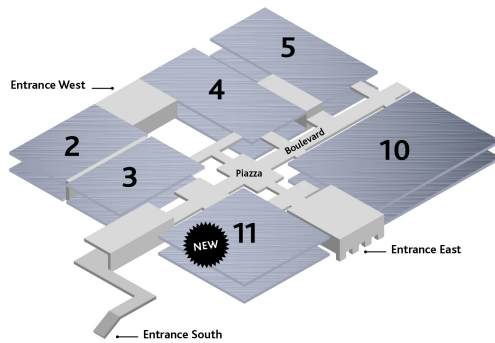 5
4
Entrance West
2
Boulevard
10
3
Piazza
11
NEW
Entrance East
Entrance South